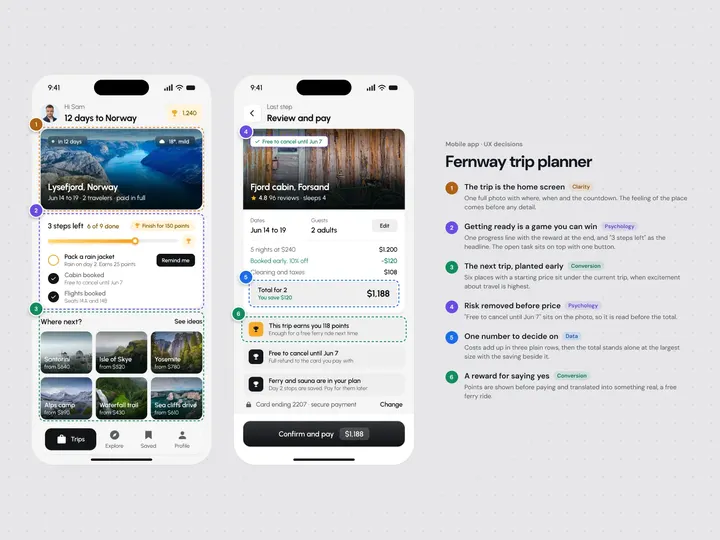 9:41
Hi Sam
12 days to Norway
1,240
1
in 12 days
18°, mild
Lysefjord, Norway
Jun 14 to 19 · 2 travelers · paid in full
2
3 steps left 6 of 9 done
Finish for 150 points
Pack a rain jacket
Rain on day 2. Earns 25 points
Remind me
Cabin booked
Free to cancel until Jun 7
Flights booked
Seats 14A and 14B
3
Where next?
See ideas
Santorini
from $640
Isle of Skye
from $520
Yosemite
from $780
Alps camp
from $890
Waterfall trail
from $430
Sea cliffs drive
from $610
Trips
Explore
Saved
Profile
9:41
Last step
Review and pay
4
Free to cancel until Jun 7
Fjord cabin, Forsand
4.8 96 reviews · sleeps 4
Dates
Jun 14 to 19
Guests
2 adults
Edit
5 nights at $240
$1,200
Booked early, 10% off
-$120
Cleaning and taxes
$108
5
Total for 2
You save $120
$1,188
6
This trip earns you 118 points
Enough for a free ferry ride next time
Free to cancel until Jun 7
Full refund to the card you pay with
Ferry and sauna are in your plan
Day 2 stops are saved. Pay for them later
Card ending 2207 · secure payment
Change
Confirm and pay
$1,188
Mobile app · UX decisions
Fernway trip planner
1
The trip is the home screen
Clarity
One full photo with where, when and the countdown. The feeling of the place
comes before any detail.
2
Getting ready is a game you can win
Psychology
One progress line with the reward at the end, and "3 steps left" as the
headline. The open task sits on top with one button.
3
The next trip, planted early
Conversion
Six places with a starting price sit under the current trip, when excitement
about travel is highest.
4
Risk removed before price
Psychology
"Free to cancel until Jun 7" sits on the photo, so it is read before the total.
5
One number to decide on
Data
Costs add up in three plain rows, then the total stands alone at the largest
size with the saving beside it.
6
A reward for saying yes
Conversion
Points are shown before paying and translated into something real, a free
ferry ride.